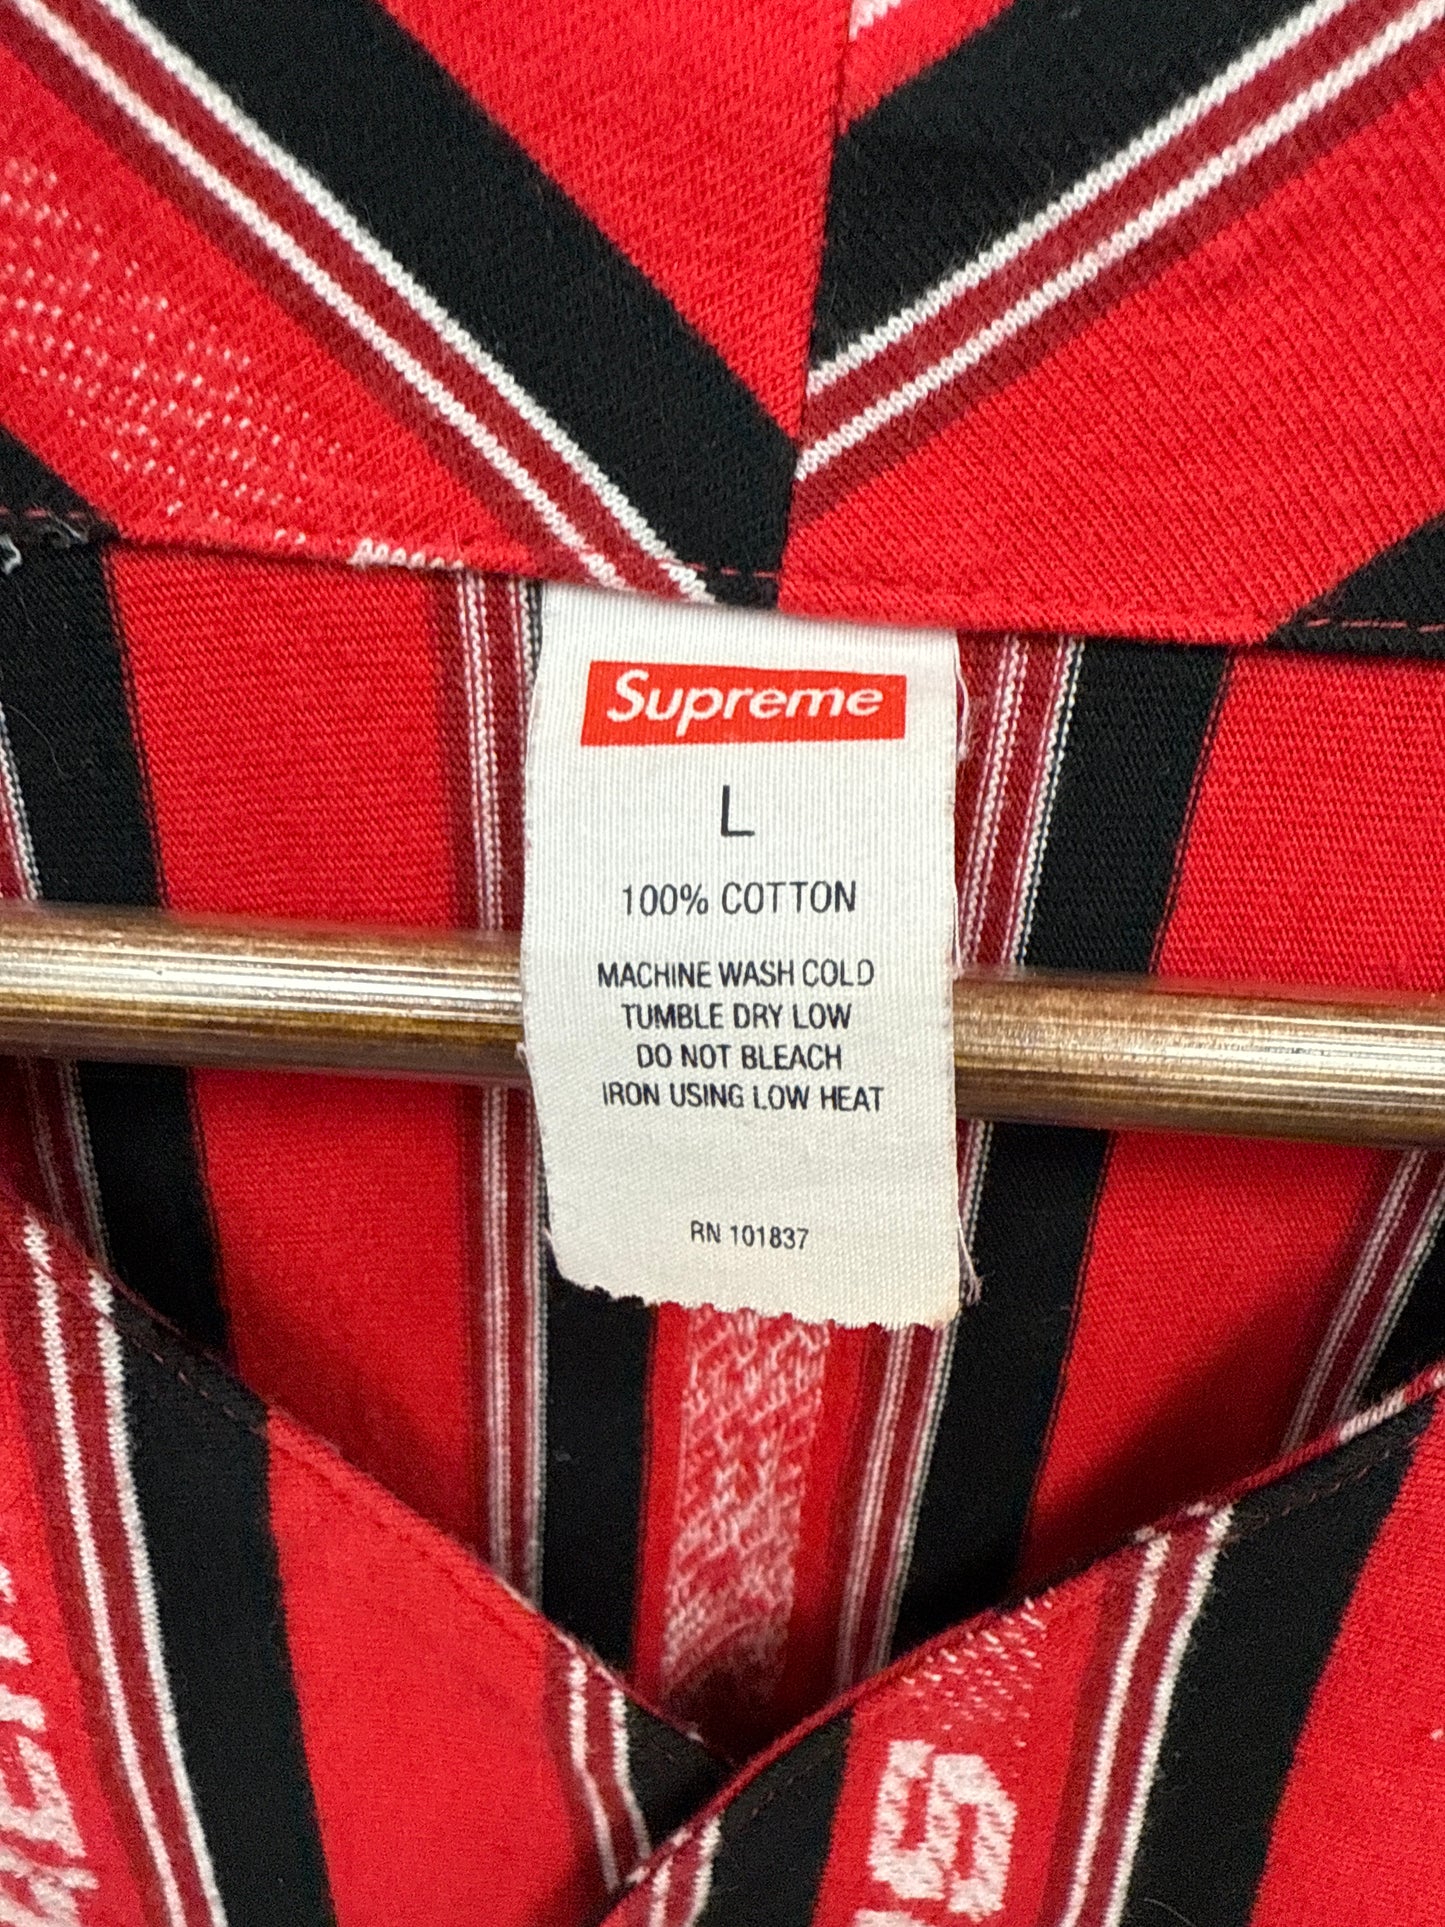 Supreme
L
100% COTTON
MACHINE WASH COLD
TUMBLE DRY LOW
DO NOT BLEACH
IRON USING LOW HEAT
RN 101837